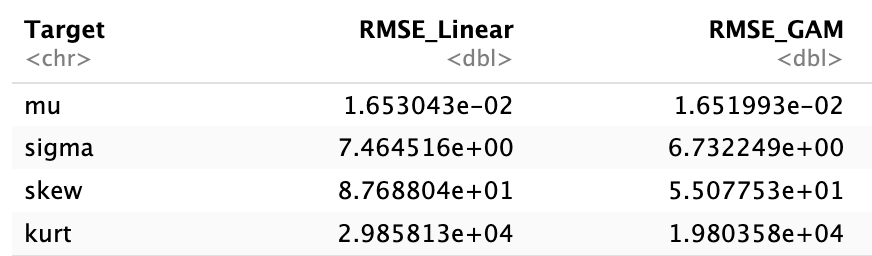 Target RMSE_Linear RMSE_GAM
<chr> <dbl> <dbl>
mu 1.653043e-02 1.651993e-02
sigma 7.464516e+00 6.732249e+00
skew 8.768804e+01 5.507753e+01
kurt 2.985813e+04 1.980358e+04